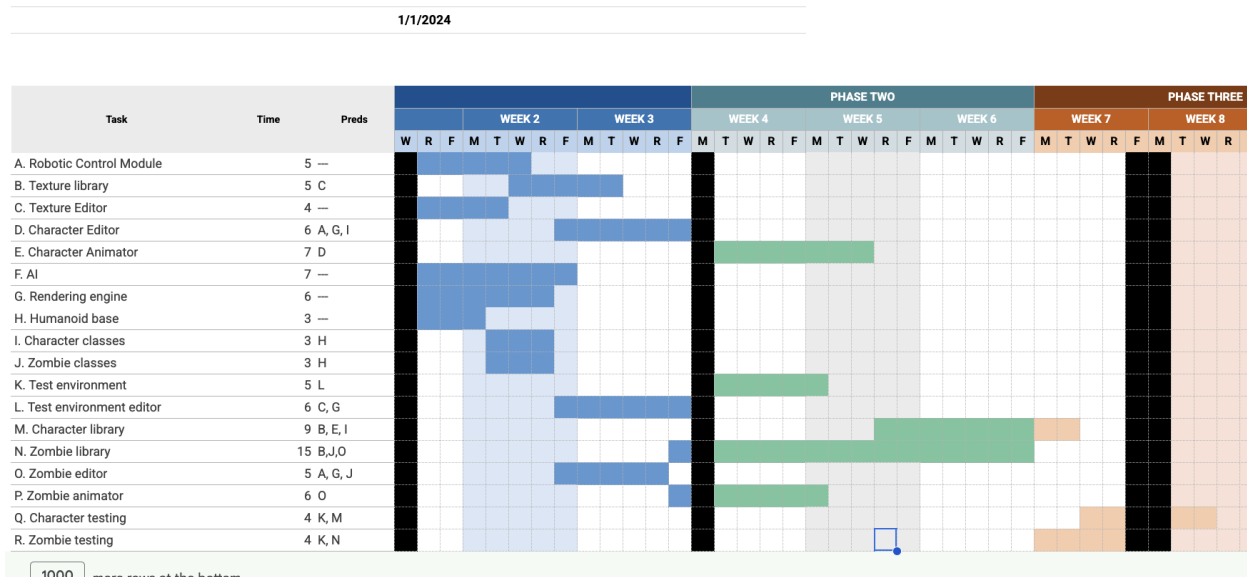 1/1/2024
PHASE TWO PHASE THREE
Task Time Preds WEEK 2 WEEK 3 WEEK 4 WEEK 5 WEEK 6 WEEK 7 WEEK 8
W R F M T W R F M T W R F M T W R F M T W R F M T W R F M T W R F M T W R
A. Robotic Control Module 5 ---
B. Texture library 5 C
C. Texture Editor 4 ---
D. Character Editor 6 A, G, I
E. Character Animator 7 D
F. AI 7 ---
G. Rendering engine 6 ---
H. Humanoid base 3 ---
I. Character classes 3 H
J. Zombie classes 3 H
K. Test environment 5 L
L. Test environment editor 6 C, G
M. Character library 9 B, E, I
N. Zombie library 15 B,J,O
O. Zombie editor 5 A, G, J
P. Zombie animator 6 O
Q. Character testing 4 K, M
R. Zombie testing 4 K, N
1000 more rows at the bottom